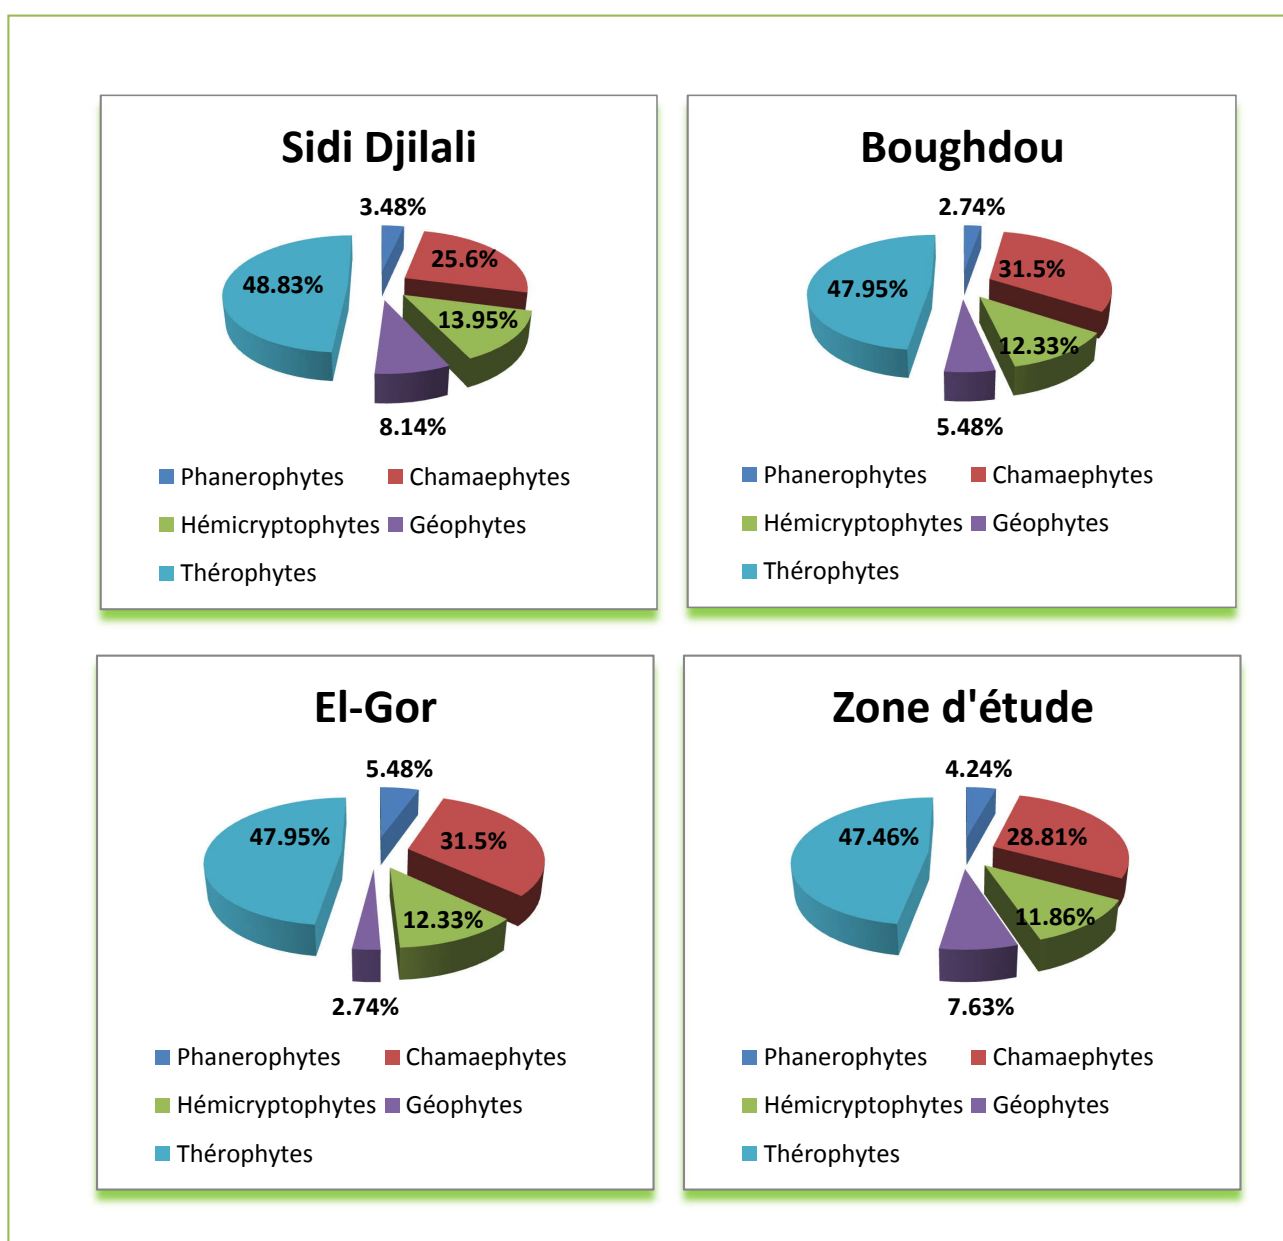 Sidi Djilali
3.48%
25.6%
48.83%
13.95%
8.14%
Phanerophytes Chamaephytes
Hémicryptophytes Géophytes
Thérophytes
Boughdou
2.74%
31.5%
47.95%
12.33%
5.48%
Phanerophytes Chamaephytes
Hémicryptophytes Géophytes
Thérophytes
El-Gor
5.48%
47.95% 31.5%
12.33%
2.74%
Phanerophytes Chamaephytes
Hémicryptophytes Géophytes
Thérophytes
Zone d'étude
4.24%
47.46% 28.81%
11.86%
7.63%
Phanerophytes Chamaephytes
Hémicryptophytes Géophytes
Thérophytes